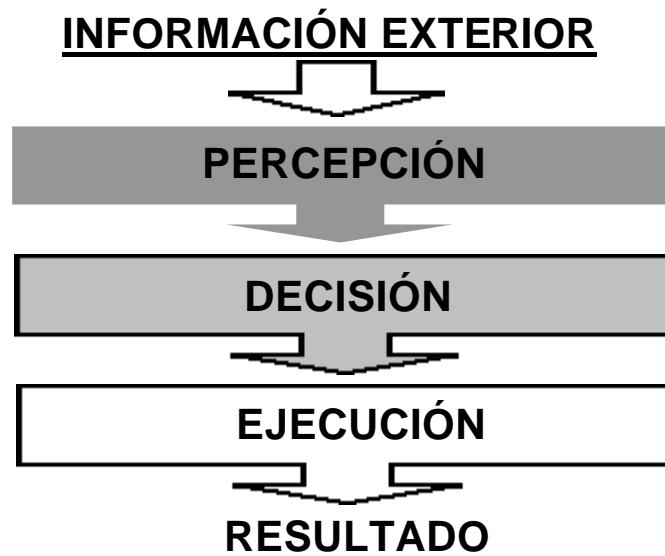 INFORMACIÓN EXTERIOR
PERCEPCIÓN
DECISIÓN
EJECUCIÓN
RESULTADO